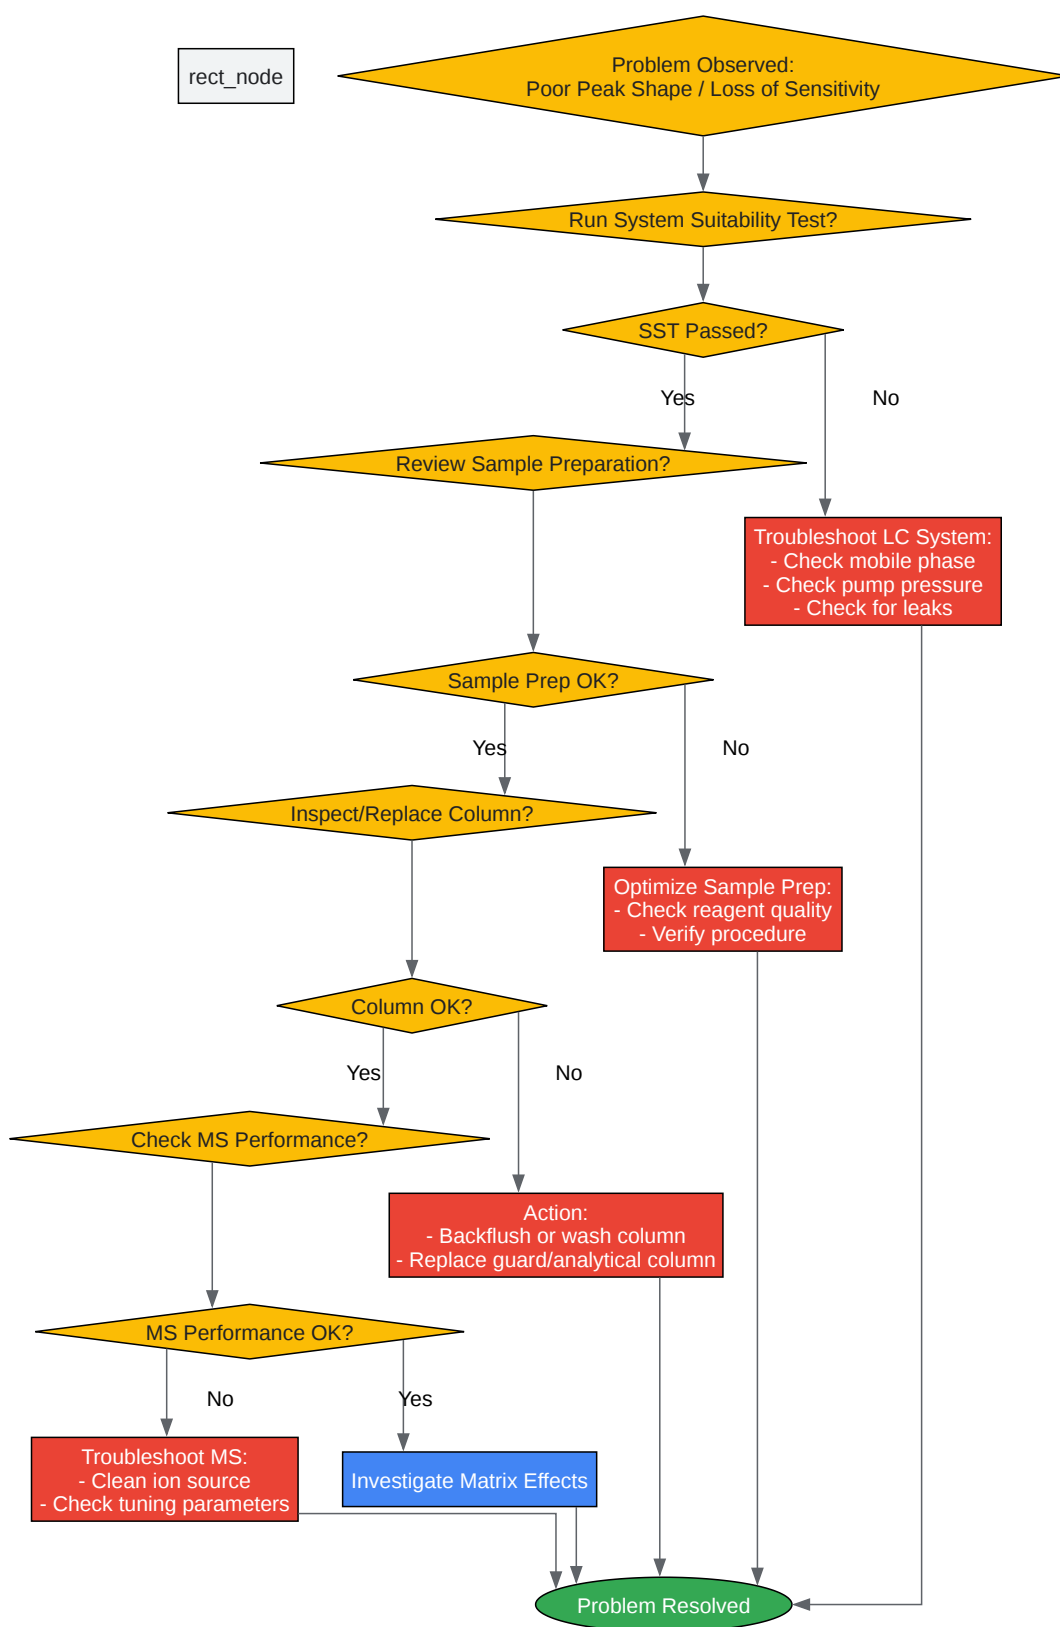 rect_node
Problem Observed:
Poor Peak Shape / Loss of Sensitivity
Run System Suitability Test?
SST Passed?
Yes
No
Review Sample Preparation?
Troubleshoot LC System:
- Check mobile phase
- Check pump pressure
- Check for leaks
Sample Prep OK?
Yes
No
Inspect/Replace Column?
Optimize Sample Prep:
- Check reagent quality
- Verify procedure
Column OK?
Yes
No
Check MS Performance?
Action:
- Backflush or wash column
- Replace guard/analytical column
MS Performance OK?
No
Yes
Troubleshoot MS:
- Clean ion source
- Check tuning parameters
Investigate Matrix Effects
Problem Resolved